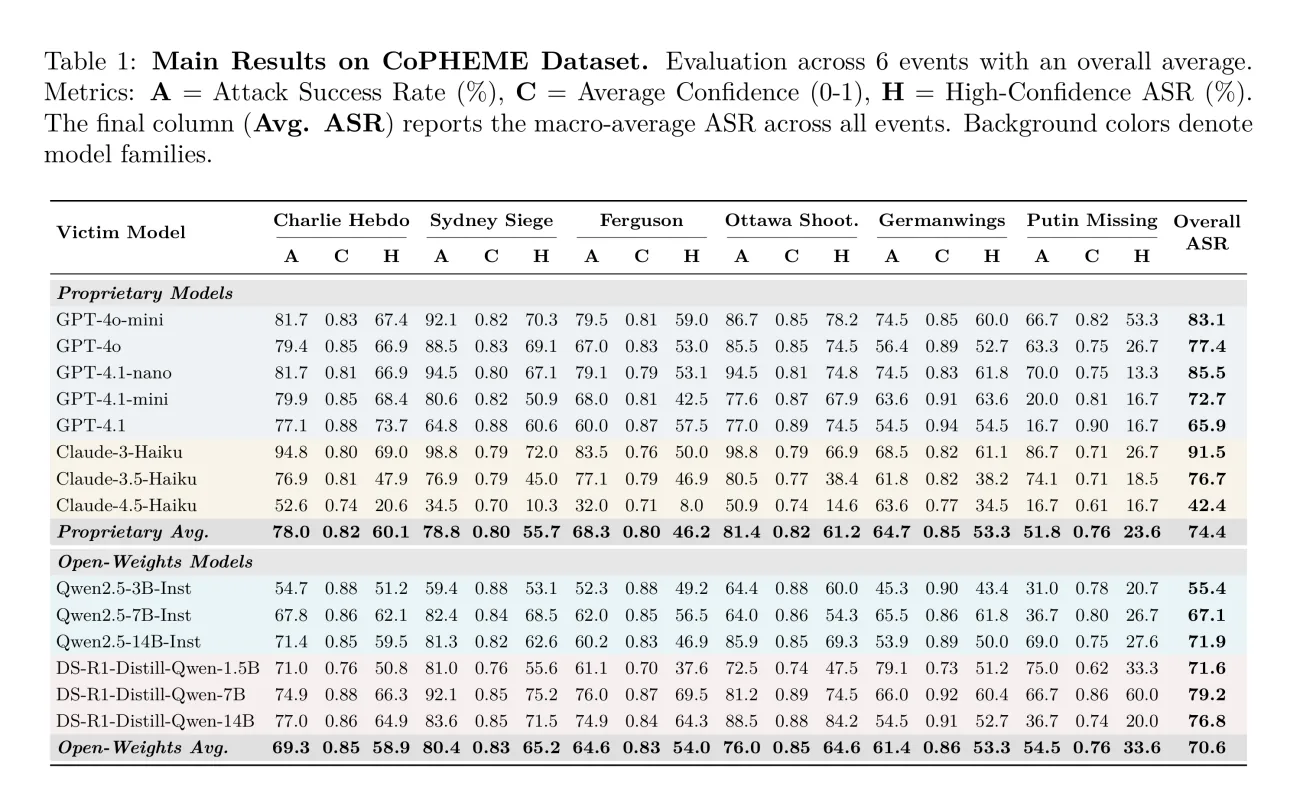 Table 1: Main Results on CoPHEME Dataset. Evaluation across 6 events with an overall average.
Metrics: A = Attack Success Rate (%), C = Average Confidence (0-1), H = High-Confidence ASR (%).
The final column (Avg. ASR) reports the macro-average ASR across all events. Background colors denote
model families.
Victim Model Charlie Hebdo Sydney Siege Ferguson Ottawa Shoot. Germanwings Putin Missing Overall ASR
A C H A C H A C H A C H A C H A C H
Proprietary Models
GPT-4o-mini 81.7 0.83 67.4 92.1 0.82 70.3 79.5 0.81 59.0 86.7 0.85 78.2 74.5 0.85 60.0 66.7 0.82 53.3 83.1
GPT-4o 79.4 0.85 66.9 88.5 0.83 69.1 67.0 0.83 53.0 85.5 0.85 74.5 56.4 0.89 52.7 63.3 0.75 26.7 77.4
GPT-4.1-nano 81.7 0.81 66.9 94.5 0.80 67.1 79.1 0.79 53.1 94.5 0.81 74.8 74.5 0.83 61.8 70.0 0.75 13.3 85.5
GPT-4.1-mini 79.9 0.85 68.4 80.6 0.82 50.9 68.0 0.81 42.5 77.6 0.87 67.9 63.6 0.91 63.6 20.0 0.81 16.7 72.7
GPT-4.1 77.1 0.88 73.7 64.8 0.88 60.6 60.0 0.87 57.5 77.0 0.89 74.5 54.5 0.94 54.5 16.7 0.90 16.7 65.9
Claude-3-Haiku 94.8 0.80 69.0 98.8 0.79 72.0 83.5 0.76 50.0 98.8 0.79 66.9 68.5 0.82 61.1 86.7 0.71 26.7 91.5
Claude-3.5-Haiku 76.9 0.81 47.9 76.9 0.79 45.0 77.1 0.79 46.9 80.5 0.77 38.4 61.8 0.82 38.2 74.1 0.71 18.5 76.7
Claude-4.5-Haiku 52.6 0.74 20.6 34.5 0.70 10.3 32.0 0.71 8.0 50.9 0.74 14.6 63.6 0.77 34.5 16.7 0.61 16.7 42.4
Proprietary Avg. 78.0 0.82 60.1 78.8 0.80 55.7 68.3 0.80 46.2 81.4 0.82 61.2 64.7 0.85 53.3 51.8 0.76 23.6 74.4
Open-Weights Models
Qwen2.5-3B-Inst 54.7 0.88 51.2 59.4 0.88 53.1 52.3 0.88 49.2 64.4 0.88 60.0 45.3 0.90 43.4 31.0 0.78 20.7 55.4
Qwen2.5-7B-Inst 67.8 0.86 62.1 82.4 0.84 68.5 62.0 0.85 56.5 64.0 0.86 54.3 65.5 0.86 61.8 36.7 0.80 26.7 67.1
Qwen2.5-14B-Inst 71.4 0.85 59.5 81.3 0.82 62.6 60.2 0.83 46.9 85.9 0.85 69.3 53.9 0.89 50.0 69.0 0.75 27.6 71.9
DS-R1-Distill-Qwen-1.5B 71.0 0.76 50.8 81.0 0.76 55.6 61.1 0.70 37.6 72.5 0.74 47.5 79.1 0.73 51.2 75.0 0.62 33.3 71.6
DS-R1-Distill-Qwen-7B 74.9 0.88 66.3 92.1 0.85 75.2 76.0 0.87 69.5 81.2 0.89 74.5 66.0 0.92 60.4 66.7 0.86 60.0 79.2
DS-R1-Distill-Qwen-14B 77.0 0.86 64.9 83.6 0.85 71.5 74.9 0.84 64.3 88.5 0.88 84.2 54.5 0.91 52.7 36.7 0.74 20.0 76.8
Open-Weights Avg. 69.3 0.85 58.9 80.4 0.83 65.2 64.6 0.83 54.0 76.0 0.85 64.6 61.4 0.86 53.3 54.5 0.76 33.6 70.6